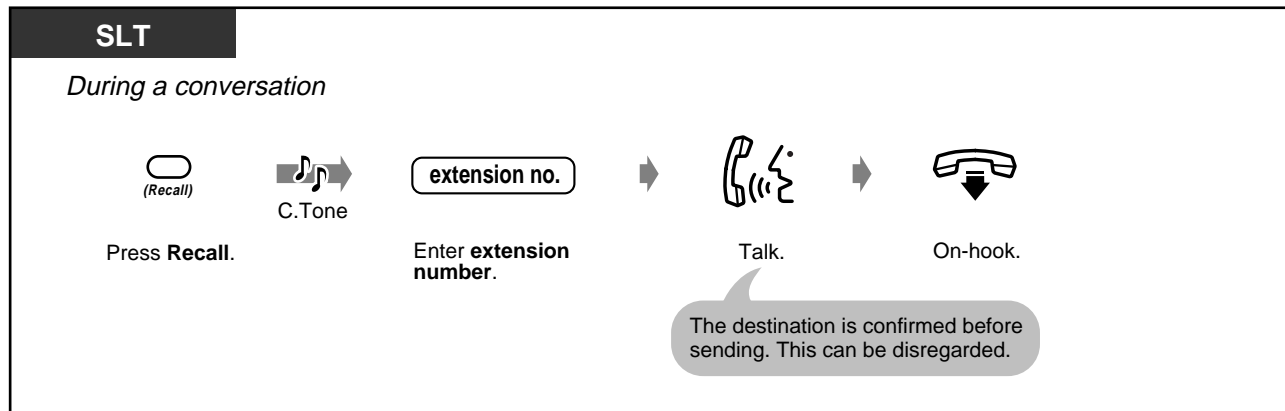 SLT
During a conversation
(Recall)
C.Tone
extension no.
Press Recall.
Enter extension
number.
Talk.
On-hook.
The destination is confirmed before
sending. This can be disregarded.